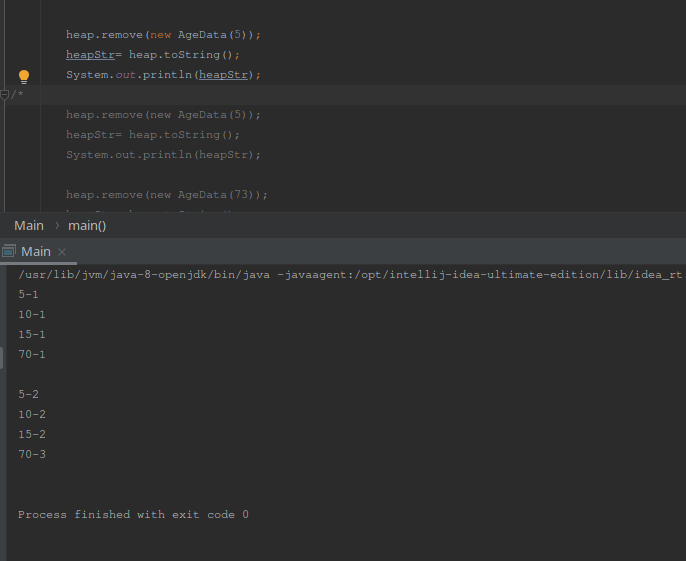 heap.remove(new AgeData(5));
heapStr= heap.toString();
System.out.println(heapStr);
/*
heap.remove(new AgeData(5));
heapStr= heap.toString();
System.out.println(heapStr);
heap.remove(new AgeData(73));
Main > main()
Main ×
/usr/lib/jvm/java-8-openjdk/bin/java -javaagent:/opt/intellij-idea-ultimate-edition/lib/idea_rt
5-1
10-1
15-1
70-1
5-2
10-2
15-2
70-3
Process finished with exit code 0